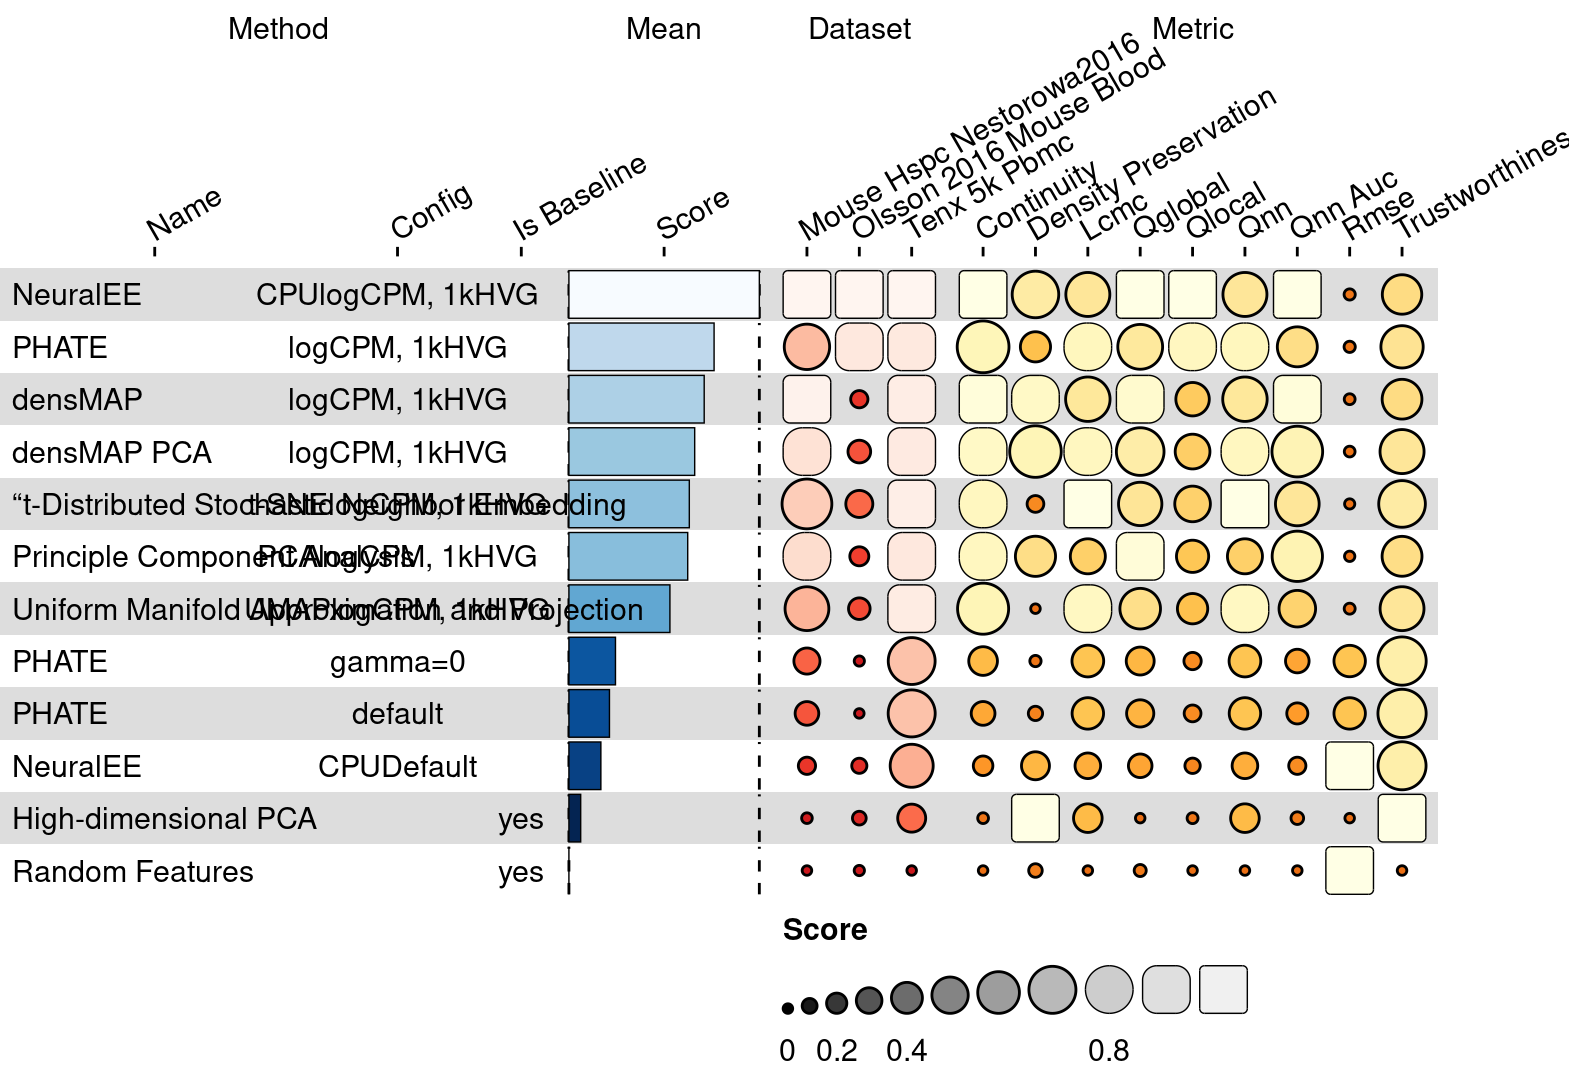 Method Mean Dataset Metric
Name Config Is Baseline Score Mouse Hspc Nestorowa2016 Olsson 2016 Mouse Blood Tenx 5k Pbmc Continuity Density Preservation Lcmc Qglobal Qlocal Qnn Qnn Auc Rmse Trustworthines
NeuralEE CPUlogCPM, 1kHVG
PHATE logCPM, 1kHVG
densMAP logCPM, 1kHVG
densMAP PCA logCPM, 1kHVG
“t-Distributed Stochastic Neighbor Embedding t-SNE logCPM, 1kHVG
Principle Component Analysis PCA logCPM, 1kHVG
Uniform Manifold Approximation and Projection UMAP logCPM, 1kHVG
PHATE gamma=0
PHATE default
NeuralEE CPUDefault
High-dimensional PCA yes
Random Features yes
Score
0 0.2 0.4 0.8